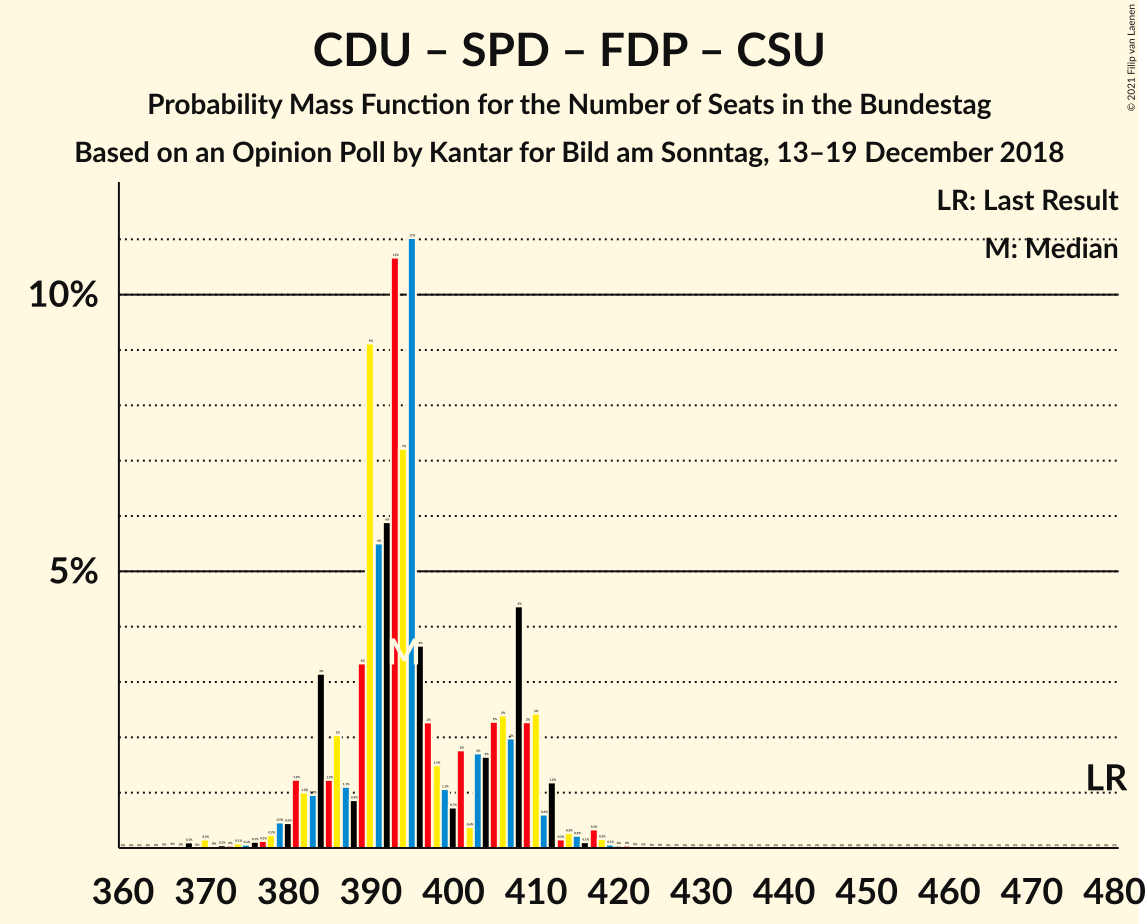 CDU – SPD – FDP – CSU
Probability Mass Function for the Number of Seats in the Bundestag
Based on an Opinion Poll by Kantar for Bild am Sonntag, 13–19 December 2018
© 2021 Filip van Laenen
LR: Last Result
M: Median
10%
5%
M
LR
360 370 380 390 400 410 420 430 440 450 460 470 480